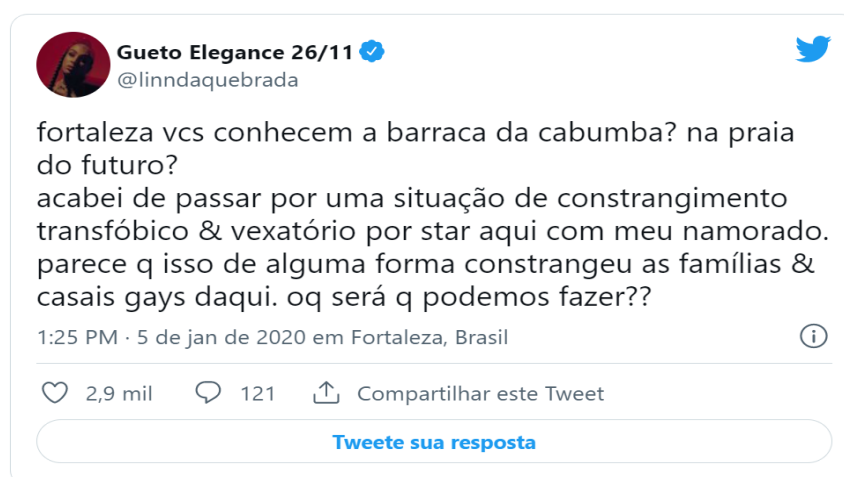 Gueto Elegance 26/11
@linndaquebrada
fortaleza vcs conhecem a barraca da cabumba? na praia
do futuro?
acabei de passar por uma situação de constrangimento
transfóbico & vexatório por star aqui com meu namorado.
parece q isso de alguma forma constrangeu as famílias &
casais gays daqui. oq será q podemos fazer??
1:25 PM · 5 de jan de 2020 em Fortaleza, Brasil
2,9 mil 121 Compartilhar este Tweet
Tweete sua resposta